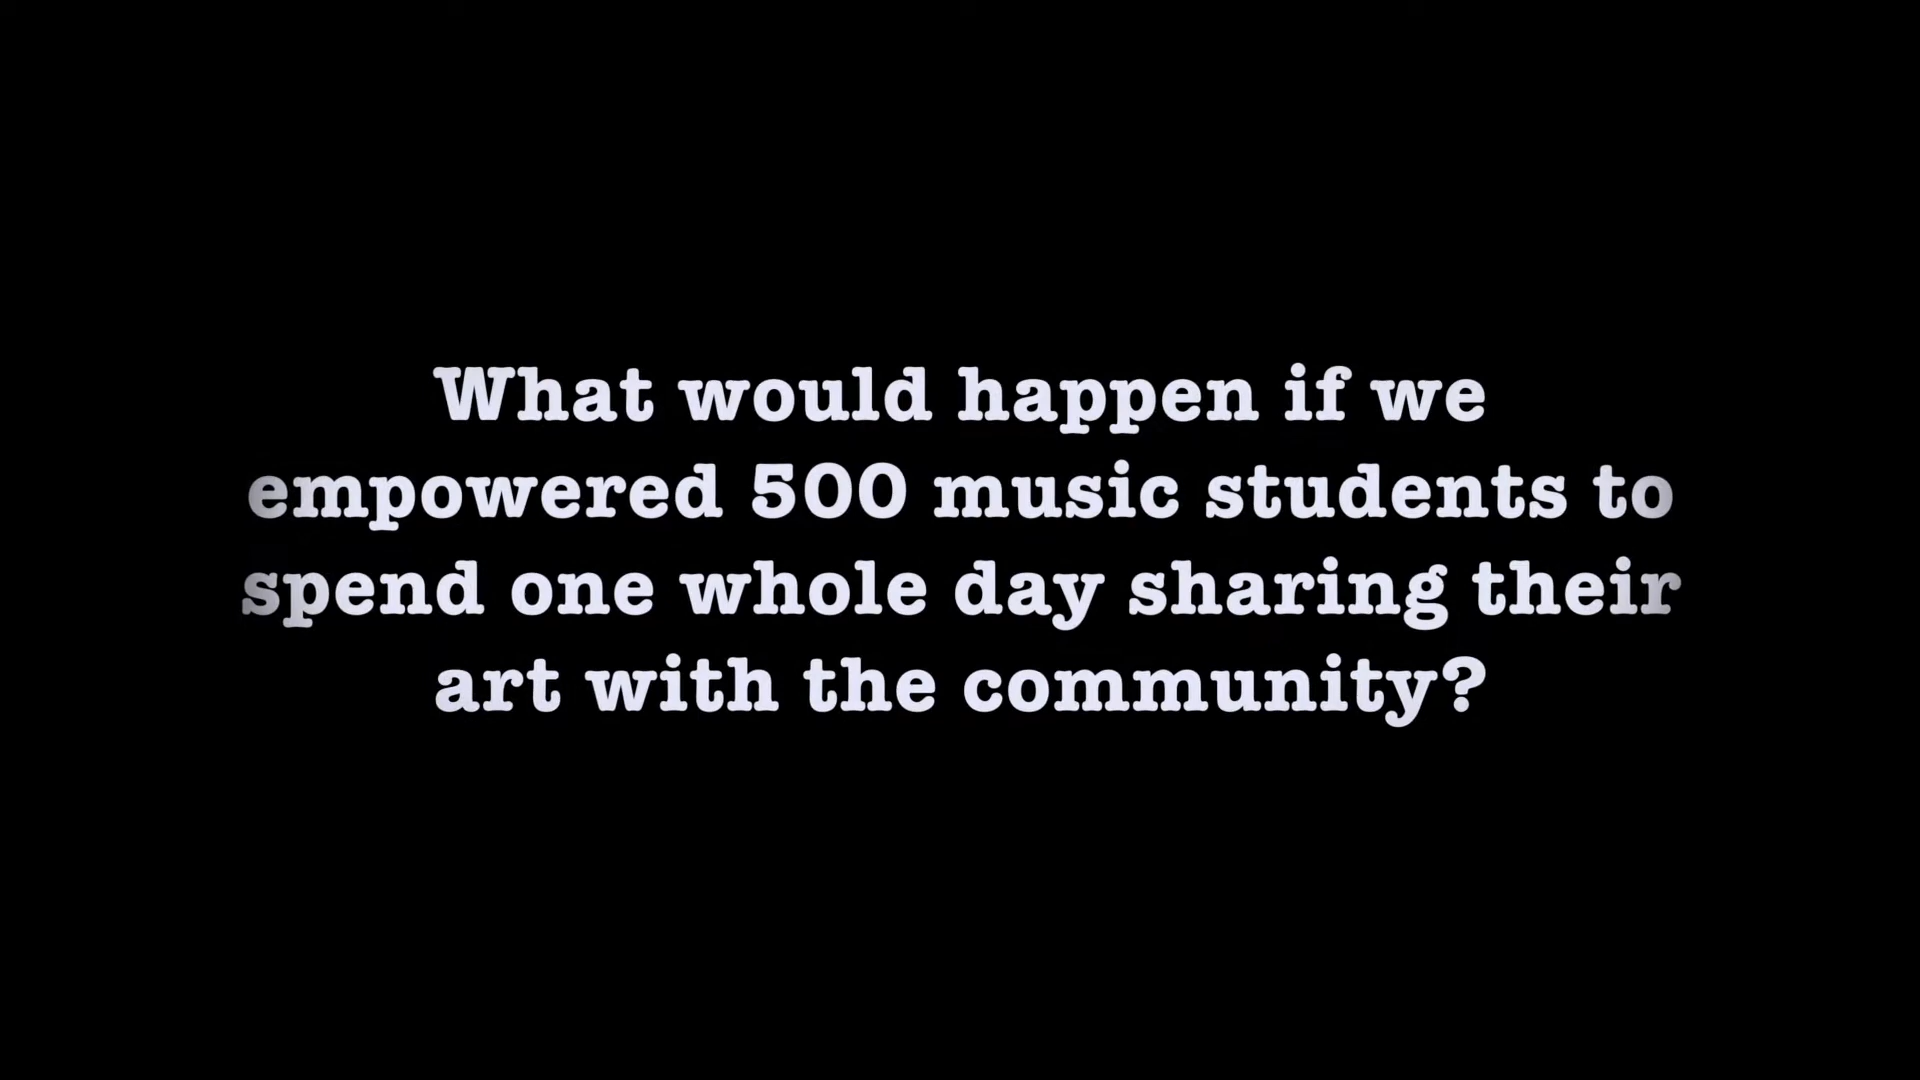 What would happen if we
empowered 500 music students to
spend one whole day sharing their
art with the community?